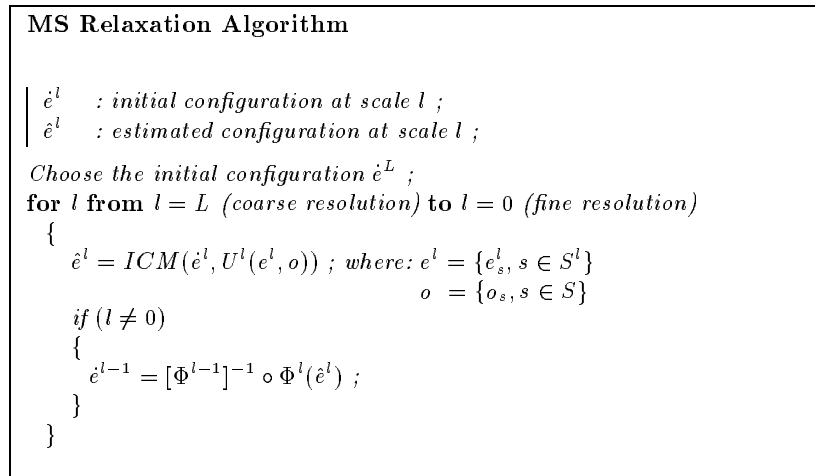 MS Relaxation Algorithm
ė^l : initial configuration at scale l ;
ê^l : estimated configuration at scale l ;
Choose the initial configuration ė^L ;
for l from l = L (coarse resolution) to l = 0 (fine resolution)
{
ê^l = ICM(ė^l, U^l(e^l, o)) ; where: e^l = {e_s^l, s ∈ S^l}
o = {o_s, s ∈ S}
if (l ≠ 0)
{
ė^{l-1} = [Φ^{l-1}]^{-1} ∘ Φ^l(ê^l) ;
}
}